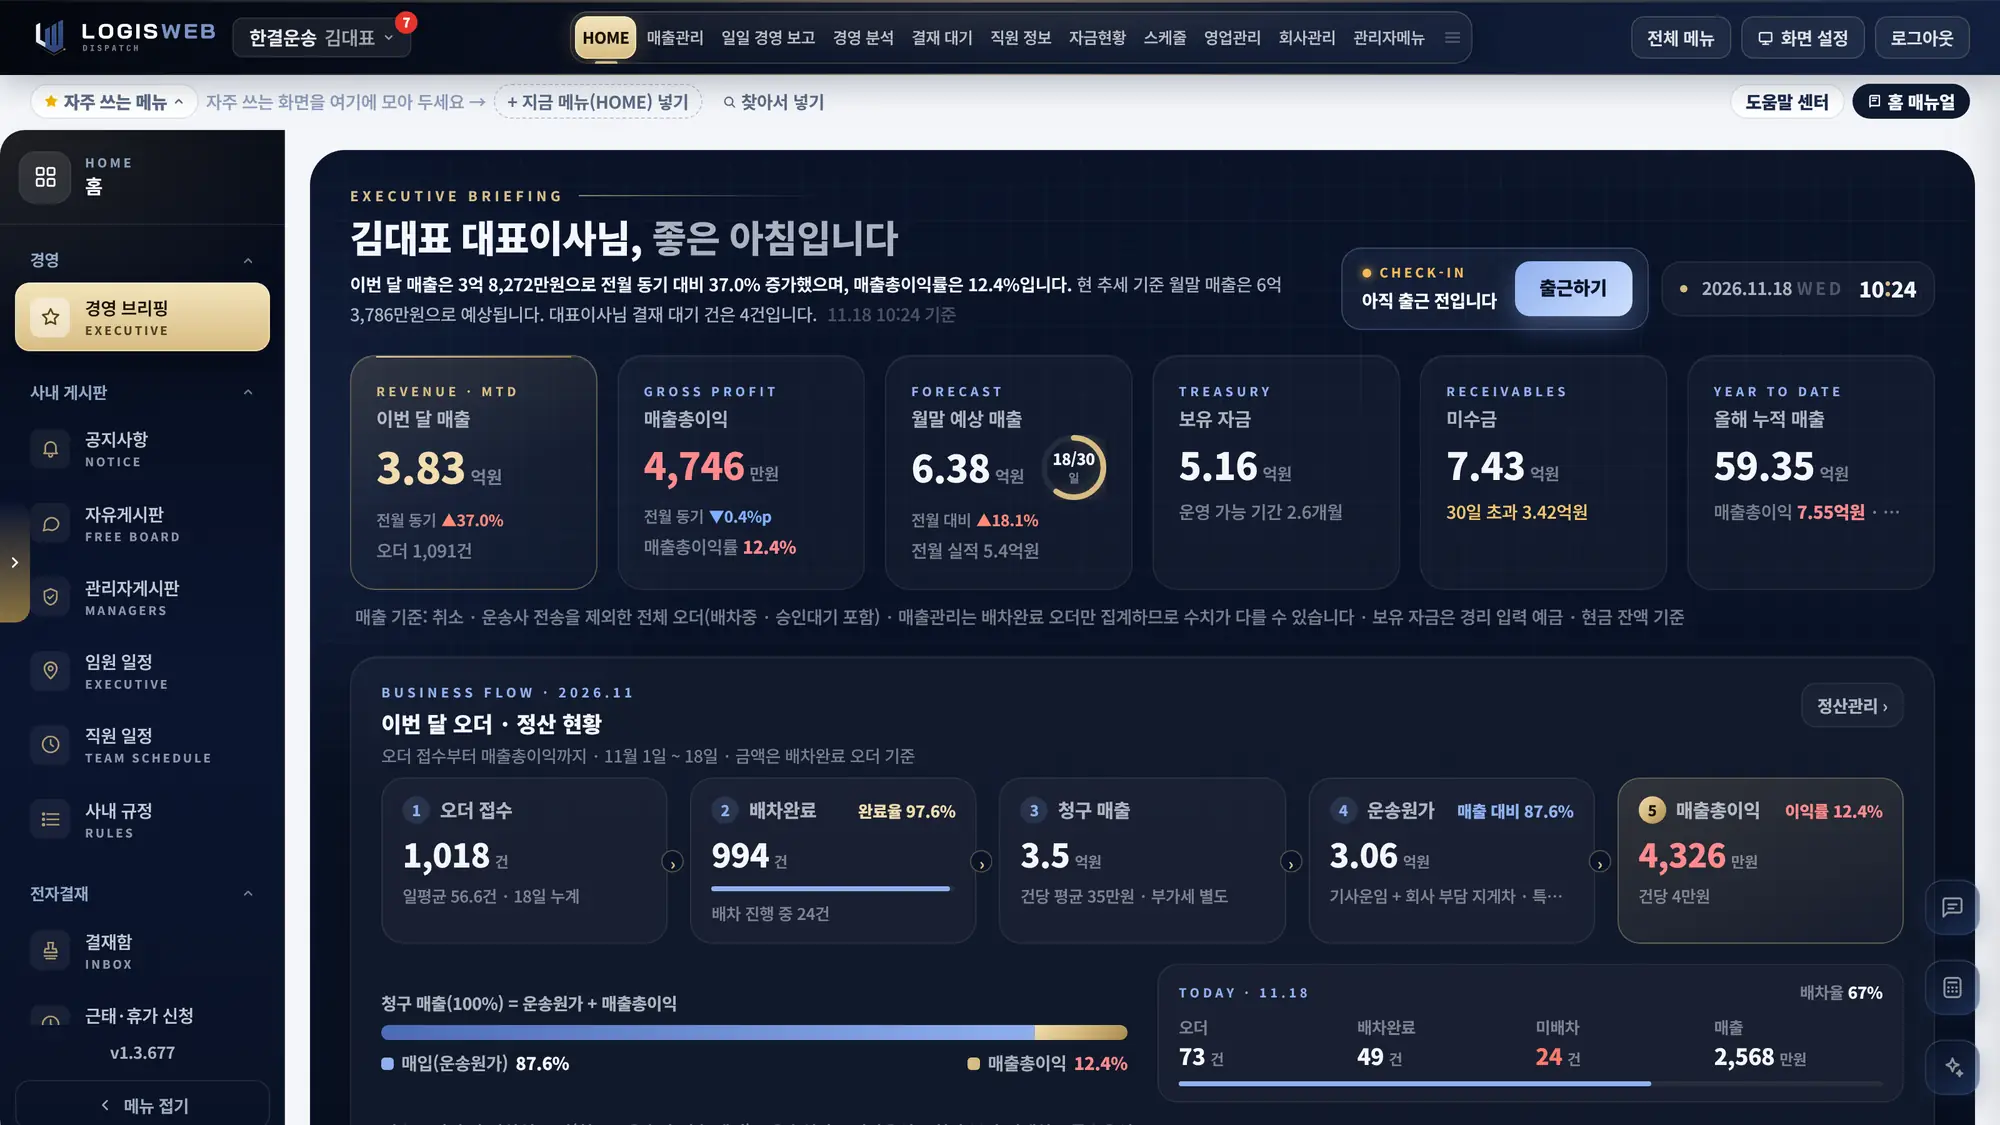 LOGISWEB
DISPATCH
한결운송 김대표
7
HOME 매출관리 일일 경영 보고 경영 분석 결재 대기 직원 정보 자금현황 스케줄 영업관리 회사관리 관리자메뉴
전체 메뉴
화면 설정
로그아웃
자주 쓰는 메뉴
자주 쓰는 화면을 여기에 모아 두세요 →
+ 지금 메뉴(HOME) 넣기
찾아서 넣기
도움말 센터
홈 매뉴얼
HOME
홈
경영
경영 브리핑
EXECUTIVE
사내 게시판
공지사항
NOTICE
자유게시판
FREE BOARD
관리자게시판
MANAGERS
임원 일정
EXECUTIVE
직원 일정
TEAM SCHEDULE
사내 규정
RULES
전자결재
결재함
INBOX
근태·휴가 신청
v1.3.677
메뉴 접기
EXECUTIVE BRIEFING
김대표 대표이사님, 좋은 아침입니다
이번 달 매출은 3억 8,272만원으로 전월 동기 대비 37.0% 증가했으며, 매출총이익률은 12.4%입니다. 현 추세 기준 월말 매출은 6억
3,786만원으로 예상됩니다. 대표이사님 결재 대기 건은 4건입니다. 11.18 10:24 기준
CHECK-IN
아직 출근 전입니다
출근하기
2026.11.18 WED 10:24
REVENUE · MTD
이번 달 매출
3.83 억원
전월 동기 ▲37.0%
오더 1,091건
GROSS PROFIT
매출총이익
4,746 만원
전월 동기 ▼0.4%p
매출총이익률 12.4%
FORECAST
월말 예상 매출
6.38 억원
18/30
일
전월 대비 ▲18.1%
전월 실적 5.4억원
TREASURY
보유 자금
5.16 억원
운영 가능 기간 2.6개월
RECEIVABLES
미수금
7.43 억원
30일 초과 3.42억원
YEAR TO DATE
올해 누적 매출
59.35 억원
매출총이익 7.55억원 · ···
매출 기준: 취소 · 운송사 전송을 제외한 전체 오더(배차중 · 승인대기 포함) · 매출관리는 배차완료 오더만 집계하므로 수치가 다를 수 있습니다 · 보유 자금은 경리 입력 예금 · 현금 잔액 기준
BUSINESS FLOW · 2026.11
이번 달 오더 · 정산 현황
오더 접수부터 매출총이익까지 · 11월 1일 ~ 18일 · 금액은 배차완료 오더 기준
정산관리 ›
1 오더 접수
1,018 건
일평균 56.6건 · 18일 누계
2 배차완료 완료율 97.6%
994 건
배차 진행 중 24건
3 청구 매출
3.5 억원
건당 평균 35만원 · 부가세 별도
4 운송원가 매출 대비 87.6%
3.06 억원
기사운임 + 회사 부담 지게차 · 특···
5 매출총이익 이익률 12.4%
4,326 만원
건당 4만원
청구 매출(100%) = 운송원가 + 매출총이익
매입(운송원가) 87.6%
매출총이익 12.4%
TODAY · 11.18
배차율 67%
오더 배차완료 미배차 매출
73 건 49 건 24 건 2,568 만원